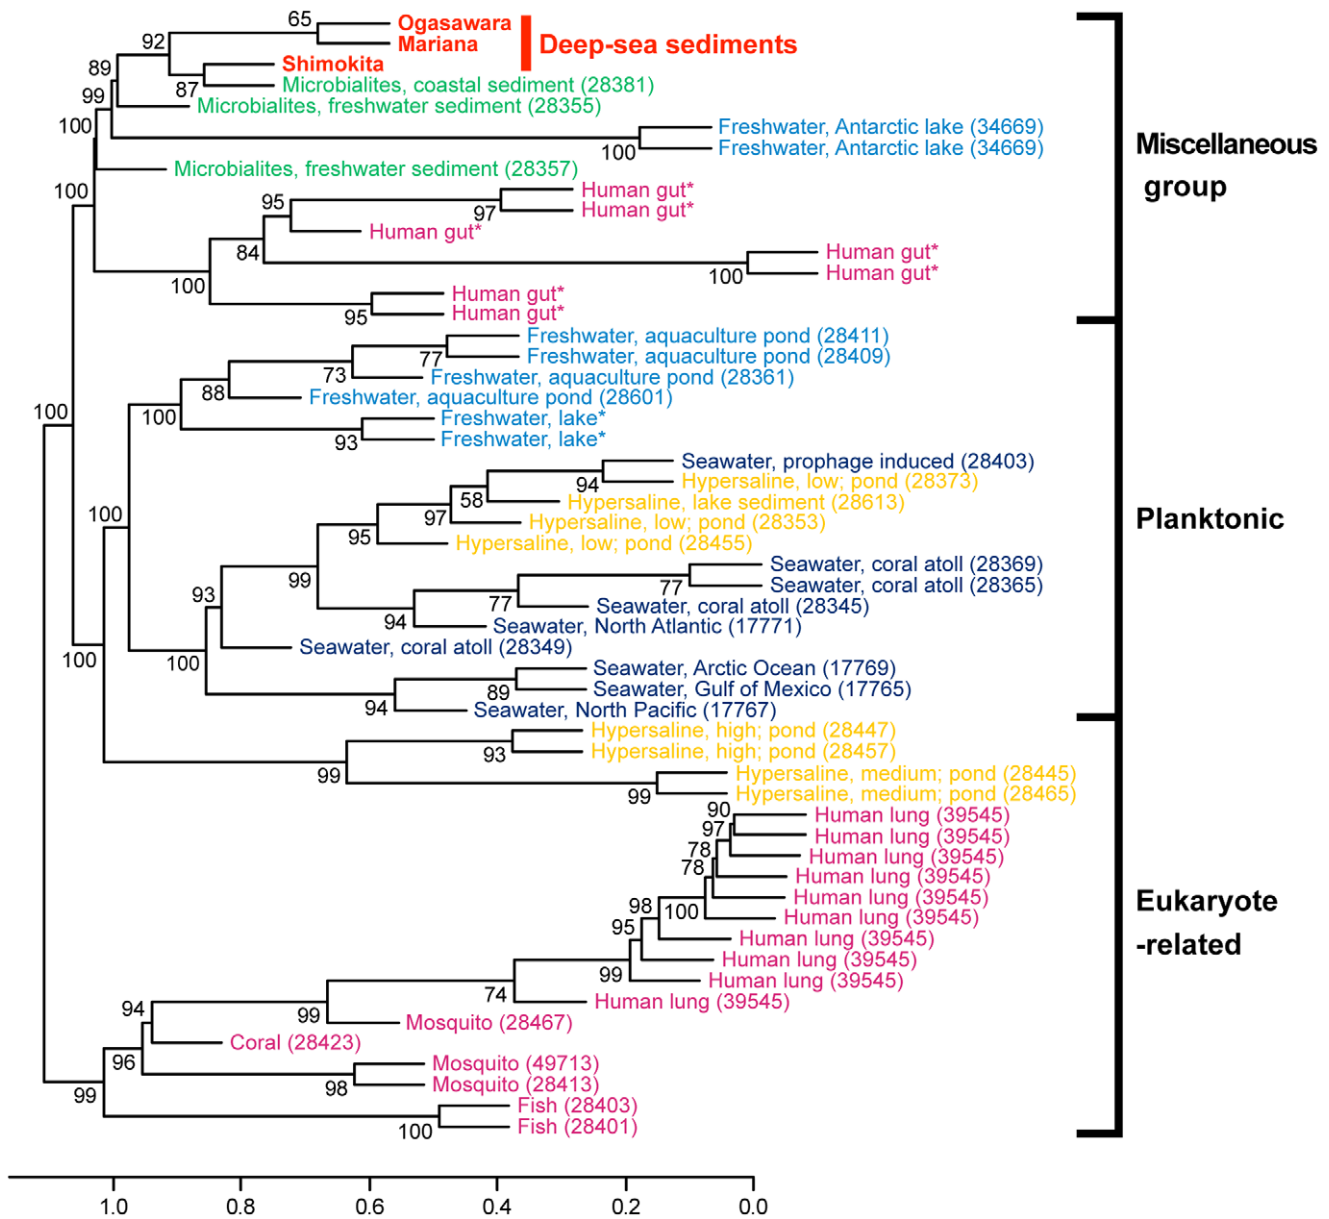 65
Ogasawara
Mariana
Deep-sea sediments
92
Shimokita
89
87
Microbialites, coastal sediment (28381)
99
Microbialites, freshwater sediment (28355)
100
Freshwater, Antarctic lake (34669)
100
Freshwater, Antarctic lake (34669)
Miscellaneous
group
Microbialites, freshwater sediment (28357)
100
Human gut*
95
97
Human gut*
Human gut*
84
Human gut*
100
Human gut*
100
Human gut*
95
Human gut*
Freshwater, aquaculture pond (28411)
77
Freshwater, aquaculture pond (28409)
73
Freshwater, aquaculture pond (28361)
88
Freshwater, aquaculture pond (28601)
100
100
Freshwater, lake*
93
Freshwater, lake*
Seawater, prophage induced (28403)
94
Hypersaline, low; pond (28373)
58
Hypersaline, lake sediment (28613)
100
97
Hypersaline, low; pond (28353)
Planktonic
95
Hypersaline, low; pond (28455)
99
Seawater, coral atoll (28369)
77
Seawater, coral atoll (28365)
93
77
Seawater, coral atoll (28345)
94
Seawater, North Atlantic (17771)
100
100
Seawater, coral atoll (28349)
Seawater, Arctic Ocean (17769)
89
Seawater, Gulf of Mexico (17765)
94
Seawater, North Pacific (17767)
Hypersaline, high; pond (28447)
93
Hypersaline, high; pond (28457)
99
Hypersaline, medium; pond (28445)
99
Hypersaline, medium; pond (28465)
90
Human lung (39545)
97
Human lung (39545)
78
Human lung (39545)
78
Human lung (39545)
Human lung (39545)
98
100
Human lung (39545)
95
Human lung (39545)
Human lung (39545)
99
Human lung (39545)
74
Human lung (39545)
Eukaryote
-related
94
99
Mosquito (28467)
Coral (28423)
96
Mosquito (49713)
98
Mosquito (28413)
99
Fish (28403)
100
Fish (28401)
1.0
0.8
0.6
0.4
0.2
0.0